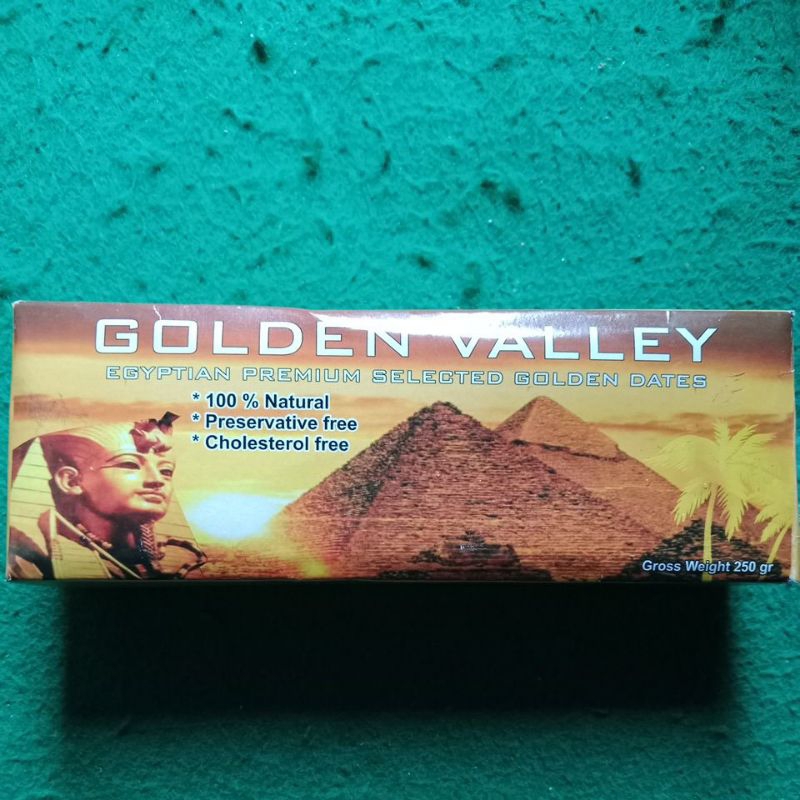 GOLDEN VALLEY
EGYPTIAN PREMIUM SELECTED GOLDEN DATES
* 100 % Natural
* Preservative free
* Cholesterol free
Gross Weight 250 gr